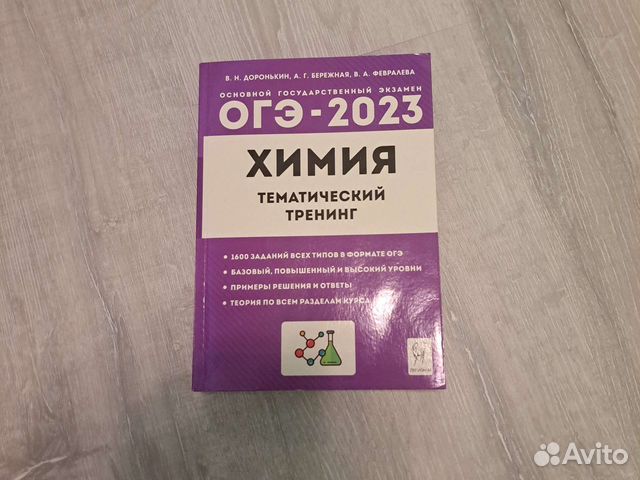 В. Н. ДОРОНЬКИН, А. Г. БЕРЕЖНАЯ, В. А. ФЕВРАЛЕВА
ОСНОВНОЙ ГОСУДАРСТВЕННЫЙ ЭКЗАМЕН
ОГЭ - 2023
ХИМИЯ
ТЕМАТИЧЕСКИЙ
ТРЕНИНГ
• 1600 ЗАДАНИЙ ВСЕХ ТИПОВ В ФОРМАТЕ ОГЭ
• БАЗОВЫЙ, ПОВЫШЕННЫЙ И ВЫСОКИЙ УРОВНИ
• ПРИМЕРЫ РЕШЕНИЯ И ОТВЕТЫ
• ТЕОРИЯ ПО ВСЕМ РАЗДЕЛАМ КУРСА
ЛЕГИОН
Avito